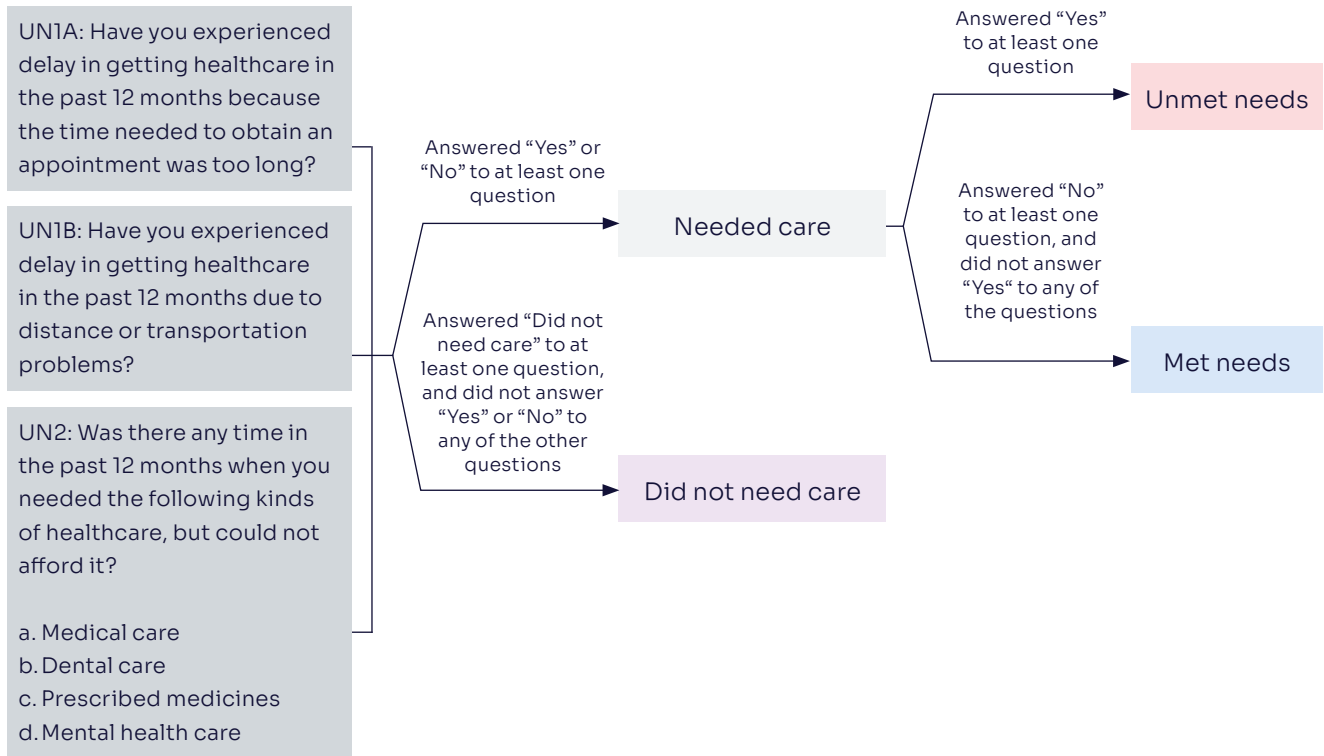 UN1A: Have you experienced
delay in getting healthcare in
the past 12 months because
the time needed to obtain an
appointment was too long?
UN1B: Have you experienced
delay in getting healthcare
in the past 12 months due to
distance or transportation
problems?
UN2: Was there any time in
the past 12 months when you
needed the following kinds
of healthcare, but could not
afford it?
a. Medical care
b. Dental care
c. Prescribed medicines
d. Mental health care
Answered “Yes” or
“No” to at least one
question
Needed care
Answered “Did not
need care” to at
least one question,
and did not answer
“Yes” or “No” to
any of the other
questions
Did not need care
Answered “Yes”
to at least one
question
Unmet needs
Answered “No”
to at least one
question, and
did not answer
“Yes“ to any of
the questions
Met needs